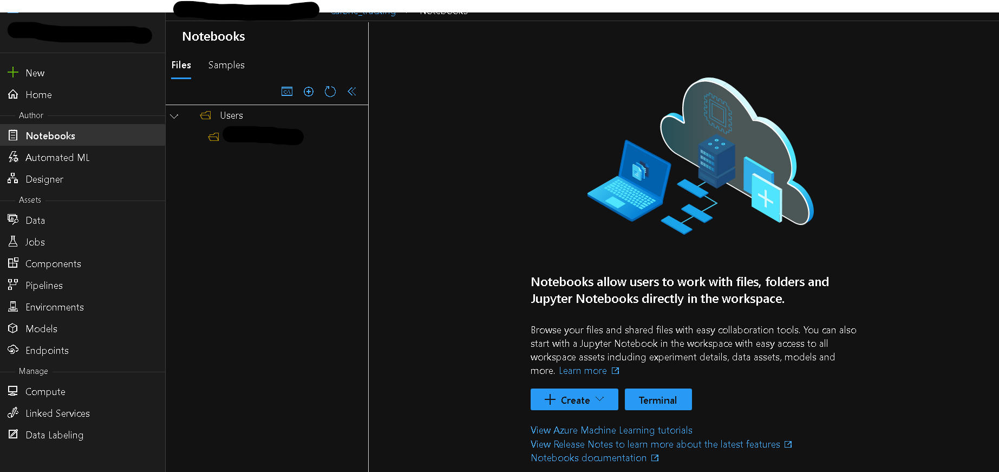 Notebooks
Notebooks
Files
Samples
New
Home
Author
Notebooks
Automated ML
Designer
Assets
Data
Jobs
Components
Pipelines
Environments
Models
Endpoints
Manage
Compute
Linked Services
Data Labeling
Users
Notebooks allow users to work with files, folders and
Jupyter Notebooks directly in the workspace.
Browse your files and shared files with easy collaboration tools. You can also
start with a Jupyter Notebook in the workspace with easy access to all
workspace assets including experiment details, data assets, models and
more. Learn more
Create
Terminal
View Azure Machine Learning tutorials
View Release Notes to learn more about the latest features
Notebooks documentation